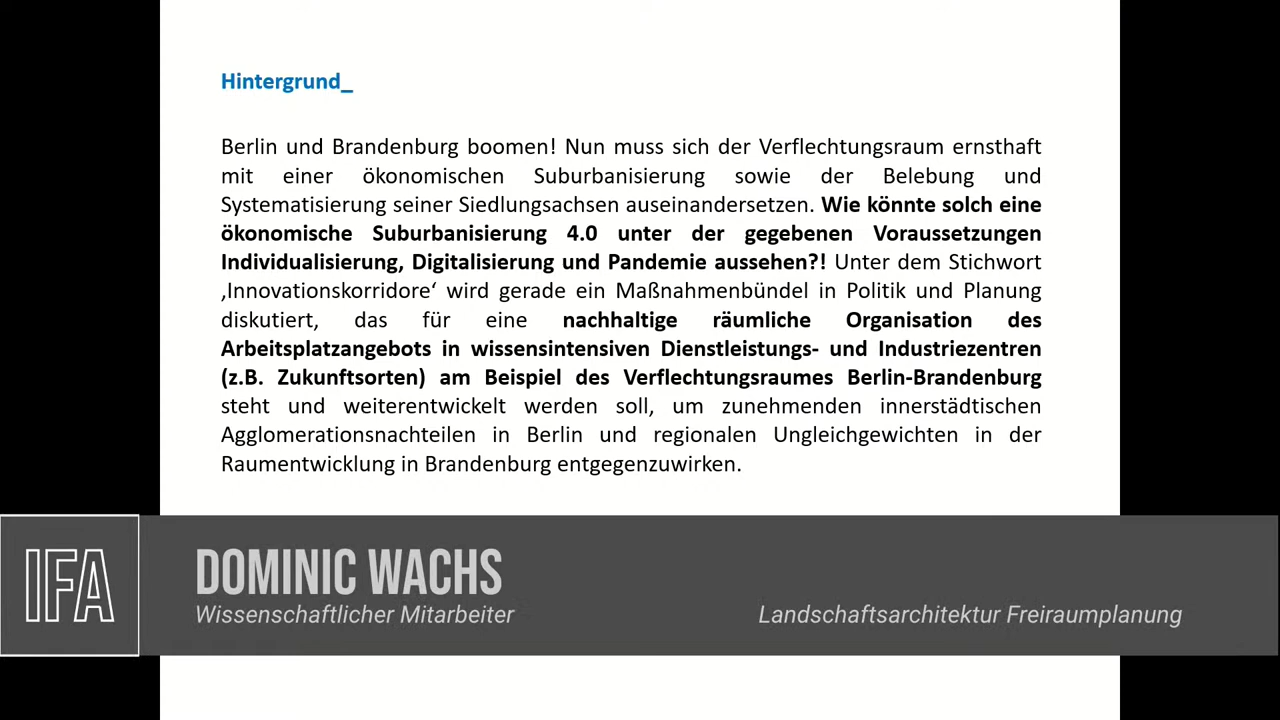 Hintergrund_
Berlin und Brandenburg boomen! Nun muss sich der Verflechtungsraum ernsthaft
mit einer ökonomischen Suburbanisierung sowie der Belebung und
Systematisierung seiner Siedlungsachsen auseinandersetzen. Wie könnte solch eine
ökonomische Suburbanisierung 4.0 unter der gegebenen Voraussetzungen
Individualisierung, Digitalisierung und Pandemie aussehen?! Unter dem Stichwort
‚Innovationskorridore‘ wird gerade ein Maßnahmenbündel in Politik und Planung
diskutiert, das für eine nachhaltige räumliche Organisation des
Arbeitsplatzangebots in wissensintensiven Dienstleistungs- und Industriezentren
(z.B. Zukunftsorten) am Beispiel des Verflechtungsraumes Berlin-Brandenburg
steht und weiterentwickelt werden soll, um zunehmenden innerstädtischen
Agglomerationsnachteilen in Berlin und regionalen Ungleichgewichten in der
Raumentwicklung in Brandenburg entgegenzuwirken.
IFA
DOMINIC WACHS
Wissenschaftlicher Mitarbeiter
Landschaftsarchitektur Freiraumplanung